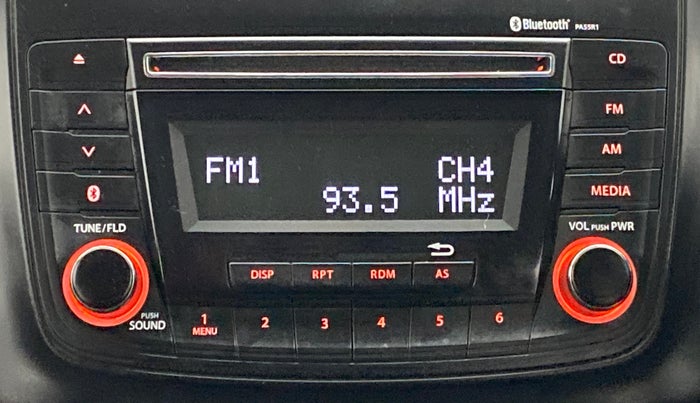 Bluetooth® PA5SR1
CD
FM
AM
MEDIA
FM1 CH4
93.5 MHz
TUNE/FLD
VOL PUSH PWR
DISP RPT RDM AS
PUSH SOUND
1 MENU 2 3 4 5 6